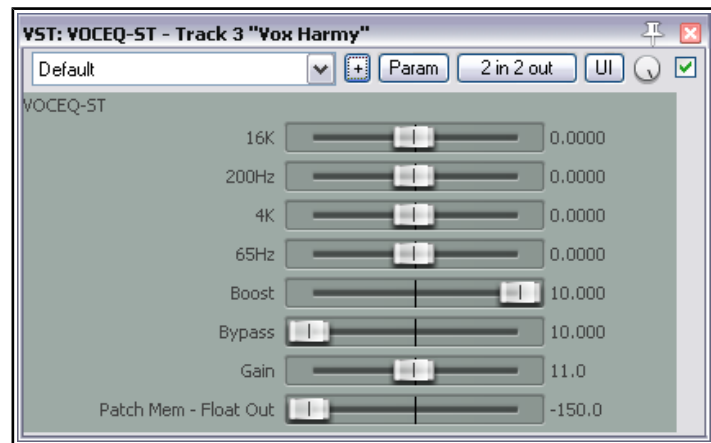 VST: VOCEQ-ST - Track 3 "Vox Harmy"
Default + Param 2 in 2 out UI
VOCEQ-ST
16K 0.0000
200Hz 0.0000
4K 0.0000
65Hz 0.0000
Boost 10.000
Bypass 10.000
Gain 11.0
Patch Mem - Float Out -150.0